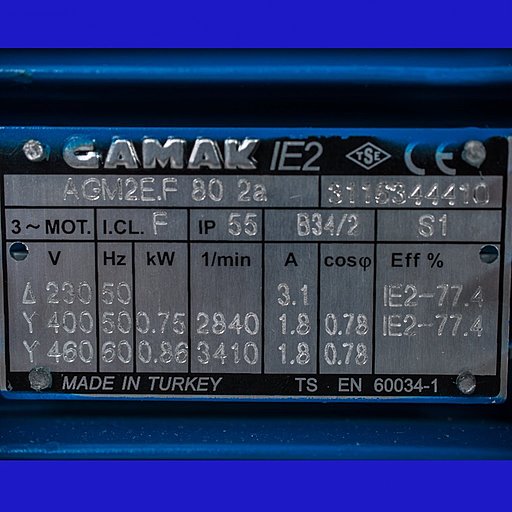 GAMAK IE2 TSE CE
AGM2E.F 80 2a 3116344410
3~MOT. I.CL. F IP 55 B34/2 S1
V Hz kW 1/min A cosφ Eff %
Δ 230 50 3.1 IE2-77.4
Y 400 50 0.75 2840 1.8 0.78 IE2-77.4
Y 460 60 0.86 3410 1.8 0.78
MADE IN TURKEY TS EN 60034-1